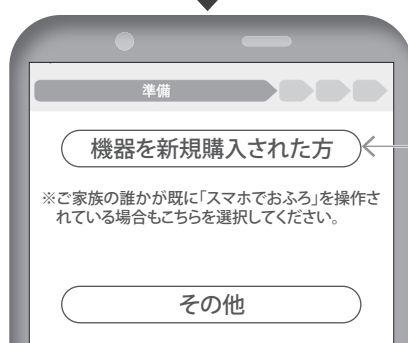 準備
機器を新規購入された方
※ご家族の誰かが既に「スマホでおふろ」を操作さ
れている場合もこちらを選択してください。
その他